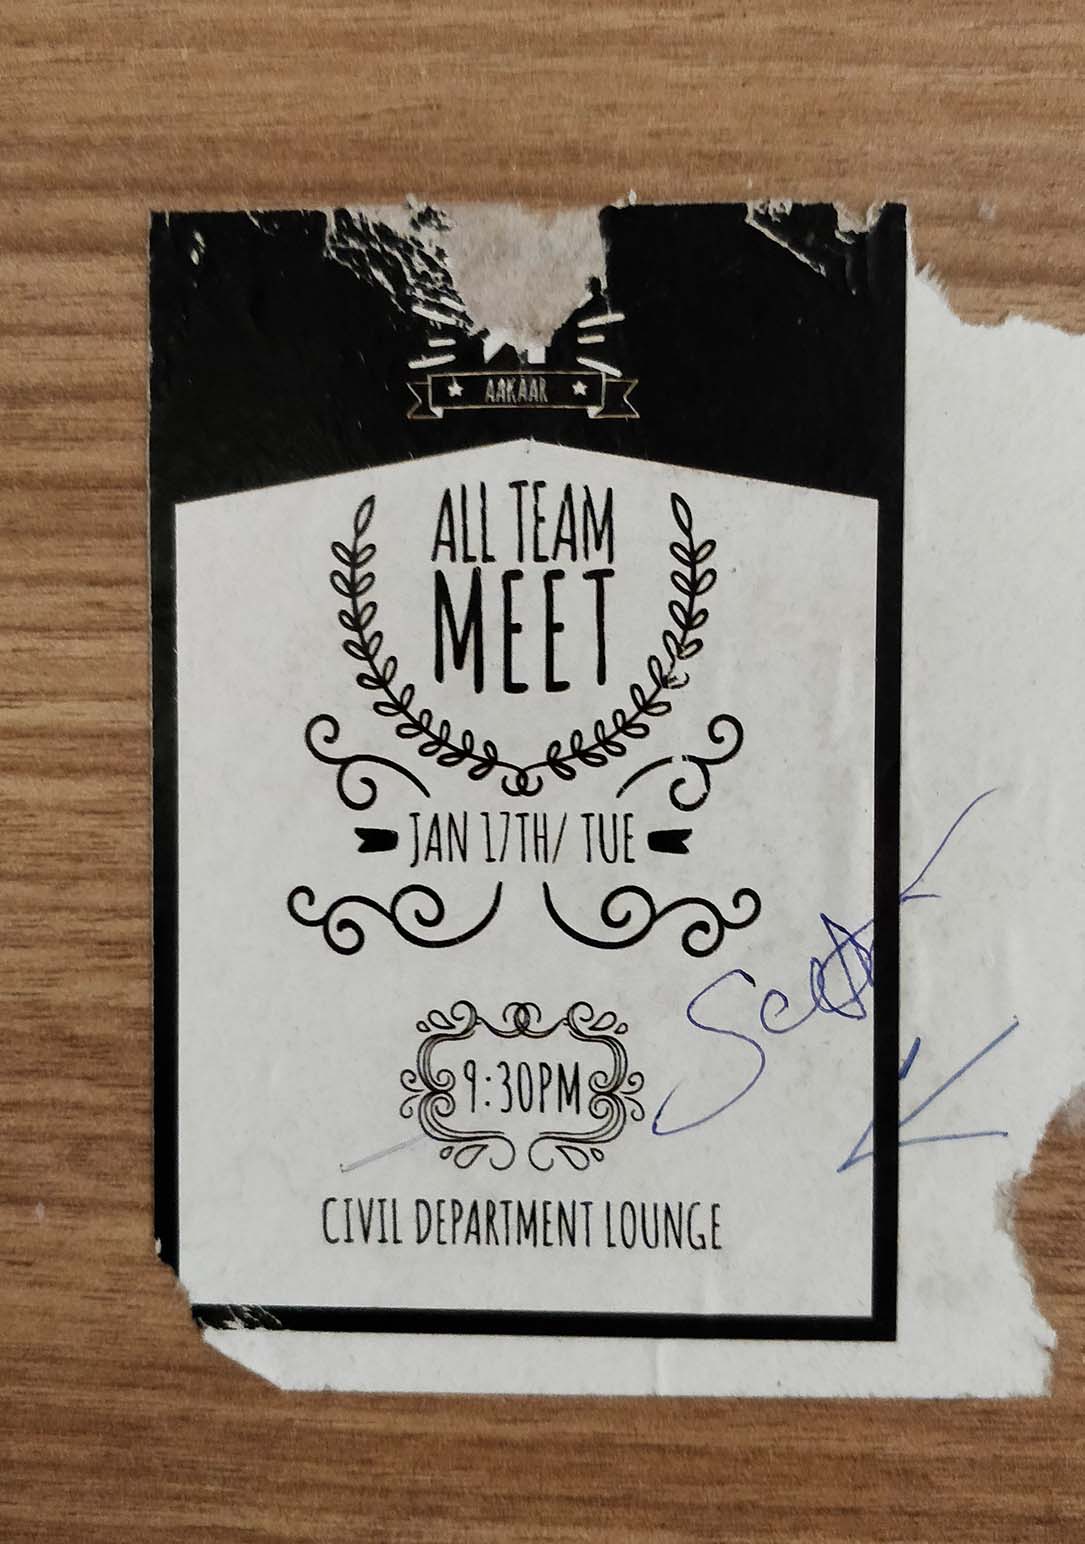 AAKAAR
ALL TEAM
MEET
JAN 17TH/ TUE
9:30PM
CIVIL DEPARTMENT LOUNGE